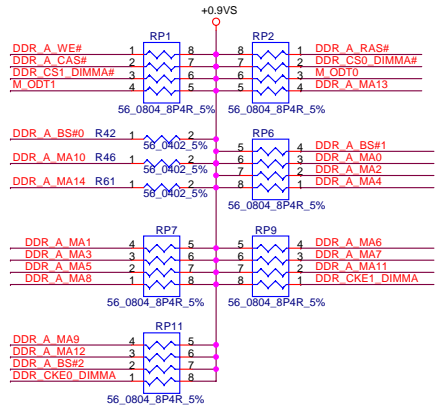 +0.9VS
RP1 RP2
DDR_A_WE# 1 8 8 1 DDR_A_RAS#
DDR_A_CAS# 2 7 7 2 DDR_CS0_DIMMA#
DDR_CS1_DIMMA# 3 6 6 3 M_ODT0
M_ODT1 4 5 5 4 DDR_A_MA13
56_0804_8P4R_5% 56_0804_8P4R_5%
DDR_A_BS#0 R42 1 2 RP6
56_0402_5% 5 4 DDR_A_BS#1
DDR_A_MA10 R46 1 2 6 3 DDR_A_MA0
56_0402_5% 7 2 DDR_A_MA2
DDR_A_MA14 R61 1 2 8 1 DDR_A_MA4
56_0402_5% 56_0804_8P4R_5%
RP7 RP9
DDR_A_MA1 4 5 5 4 DDR_A_MA6
DDR_A_MA3 3 6 6 3 DDR_A_MA7
DDR_A_MA5 2 7 7 2 DDR_A_MA11
DDR_A_MA8 1 8 8 1 DDR_CKE1_DIMMA
56_0804_8P4R_5% 56_0804_8P4R_5%
RP11
DDR_A_MA9 4 5
DDR_A_MA12 3 6
DDR_A_BS#2 2 7
DDR_CKE0_DIMMA 1 8
56_0804_8P4R_5%